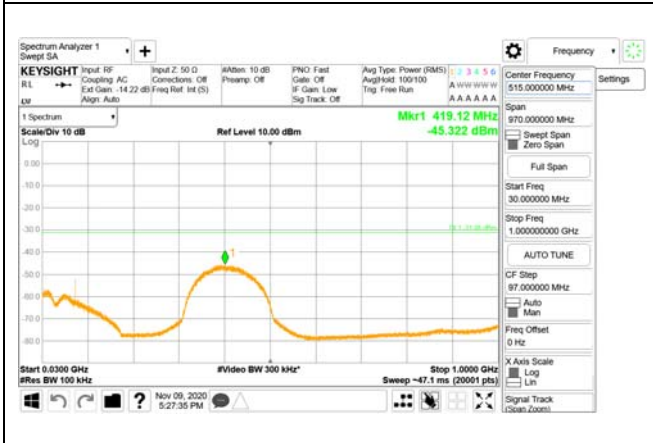 Spectrum Analyzer 1
Swept SA
+
Frequency
KEYSIGHT
Input: RF
Coupling: AC
Ext Gain: -14.22 dB
Align: Auto
Input Z: 50 Ω
Corrections: Off
Freq Ref: Int (S)
#Atten: 10 dB
Preamp: Off
PNO: Fast
Gate: Off
IF Gain: Low
Sig Track: Off
Avg Type: Power (RMS)
Avg|Hold: 100/100
Trig: Free Run
1 2 3 4 5 6
A W W W W W
A A A A A A
RL
1 Spectrum
Scale/Div 10 dB
Log
Ref Level 10.00 dBm
Mkr1 419.12 MHz
-45.322 dBm
0.00
-10.0
-20.0
-30.0
-40.0
-50.0
-60.0
-70.0
-80.0
1
Start 0.0300 GHz
#Res BW 100 kHz
#Video BW 300 kHz*
Stop 1.0000 GHz
Sweep ~47.1 ms (20001 pts)
Center Frequency
515.000000 MHz
Settings
Span
970.000000 MHz
Swept Span
Zero Span
Full Span
Start Freq
30.000000 MHz
Stop Freq
1.000000000 GHz
AUTO TUNE
CF Step
97.000000 MHz
Auto
Man
Freq Offset
0 Hz
X Axis Scale
Log
Lin
Signal Track
(Span Zoom)
?
Nov 09, 2020
5:27:35 PM